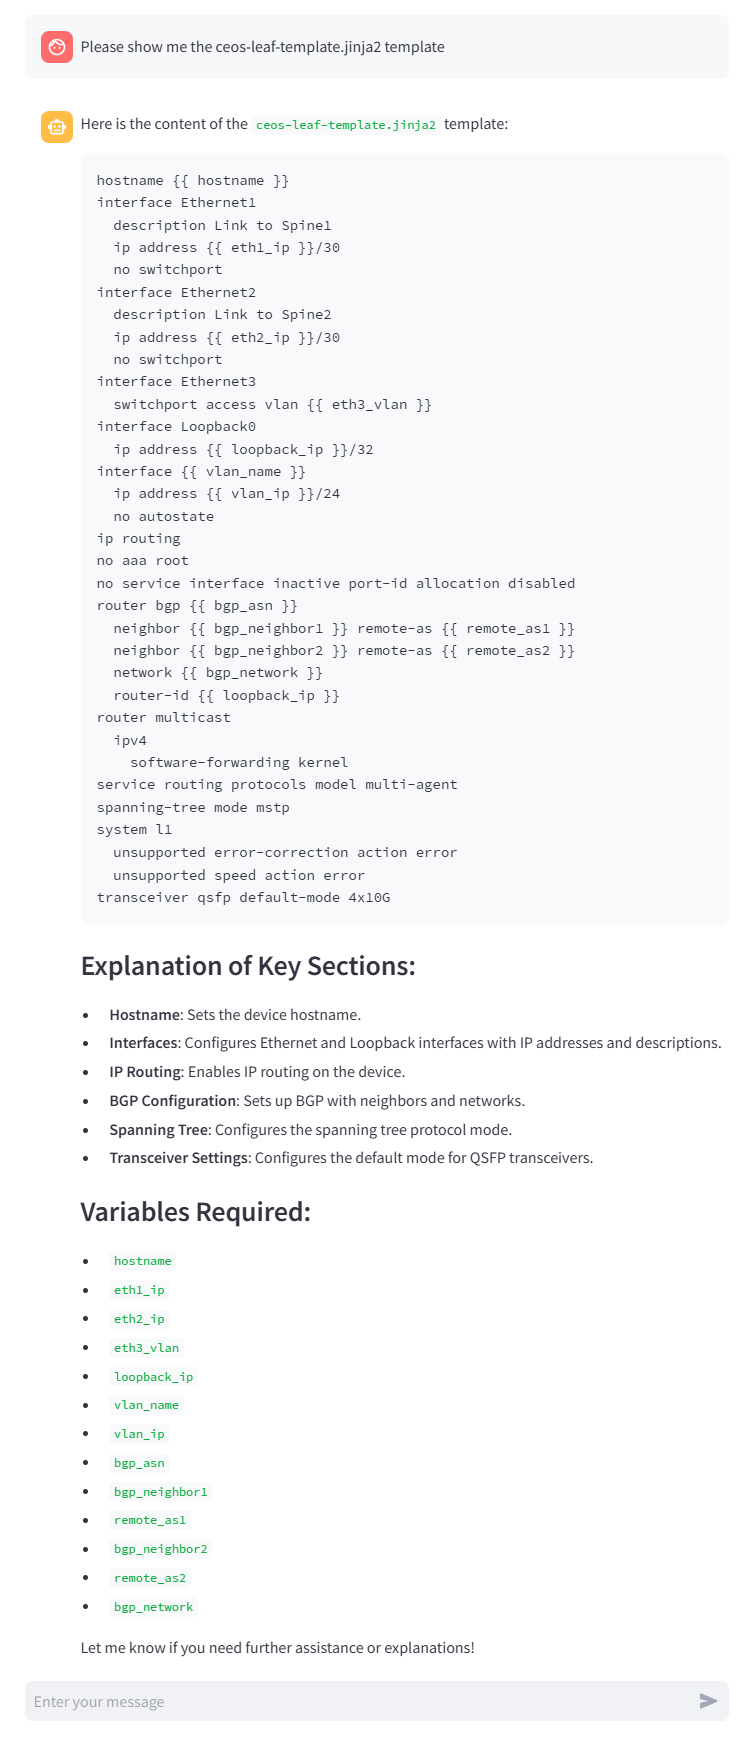 Please show me the ceos-leaf-template.jinja2 template
Here is the content of the ceos-leaf-template.jinja2 template:
hostname {{ hostname }}
interface Ethernet1
  description Link to Spine1
  ip address {{ eth1_ip }}/30
  no switchport
interface Ethernet2
  description Link to Spine2
  ip address {{ eth2_ip }}/30
  no switchport
interface Ethernet3
  switchport access vlan {{ eth3_vlan }}
interface Loopback0
  ip address {{ loopback_ip }}/32
interface {{ vlan_name }}
  ip address {{ vlan_ip }}/24
  no autostate
ip routing
no aaa root
no service interface inactive port-id allocation disabled
router bgp {{ bgp_asn }}
  neighbor {{ bgp_neighbor1 }} remote-as {{ remote_as1 }}
  neighbor {{ bgp_neighbor2 }} remote-as {{ remote_as2 }}
  network {{ bgp_network }}
  router-id {{ loopback_ip }}
router multicast
  ipv4
    software-forwarding kernel
service routing protocols model multi-agent
spanning-tree mode mstp
system l1
  unsupported error-correction action error
  unsupported speed action error
transceiver qsfp default-mode 4x10G
Explanation of Key Sections:
• Hostname: Sets the device hostname.
• Interfaces: Configures Ethernet and Loopback interfaces with IP addresses and descriptions.
• IP Routing: Enables IP routing on the device.
• BGP Configuration: Sets up BGP with neighbors and networks.
• Spanning Tree: Configures the spanning tree protocol mode.
• Transceiver Settings: Configures the default mode for QSFP transceivers.
Variables Required:
• hostname
• eth1_ip
• eth2_ip
• eth3_vlan
• loopback_ip
• vlan_name
• vlan_ip
• bgp_asn
• bgp_neighbor1
• remote_as1
• bgp_neighbor2
• remote_as2
• bgp_network
Let me know if you need further assistance or explanations!
Enter your message